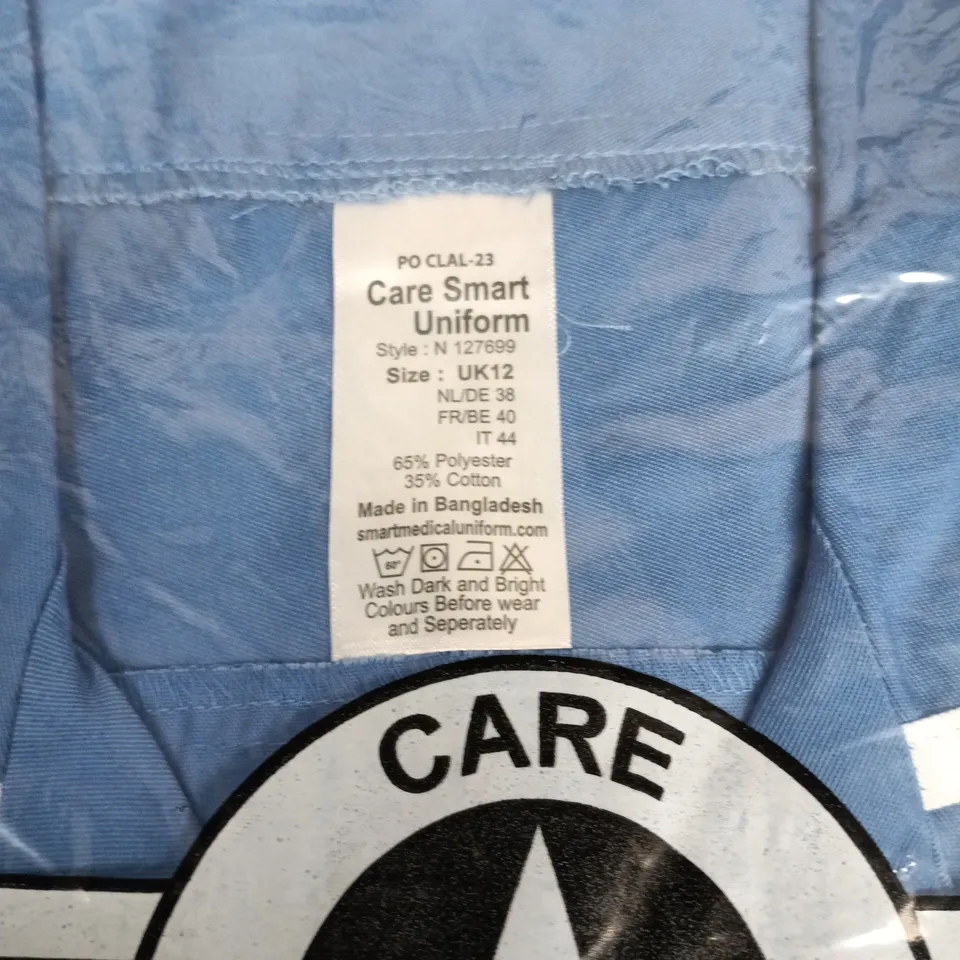 PO CLAL-23
Care Smart
Uniform
Style : N 127699
Size : UK12
NL/DE 38
FR/BE 40
IT 44
65% Polyester
35% Cotton
Made in Bangladesh
smartmedicaluniform.com
60°
Wash Dark and Bright
Colours Before wear
and Seperately
CARE